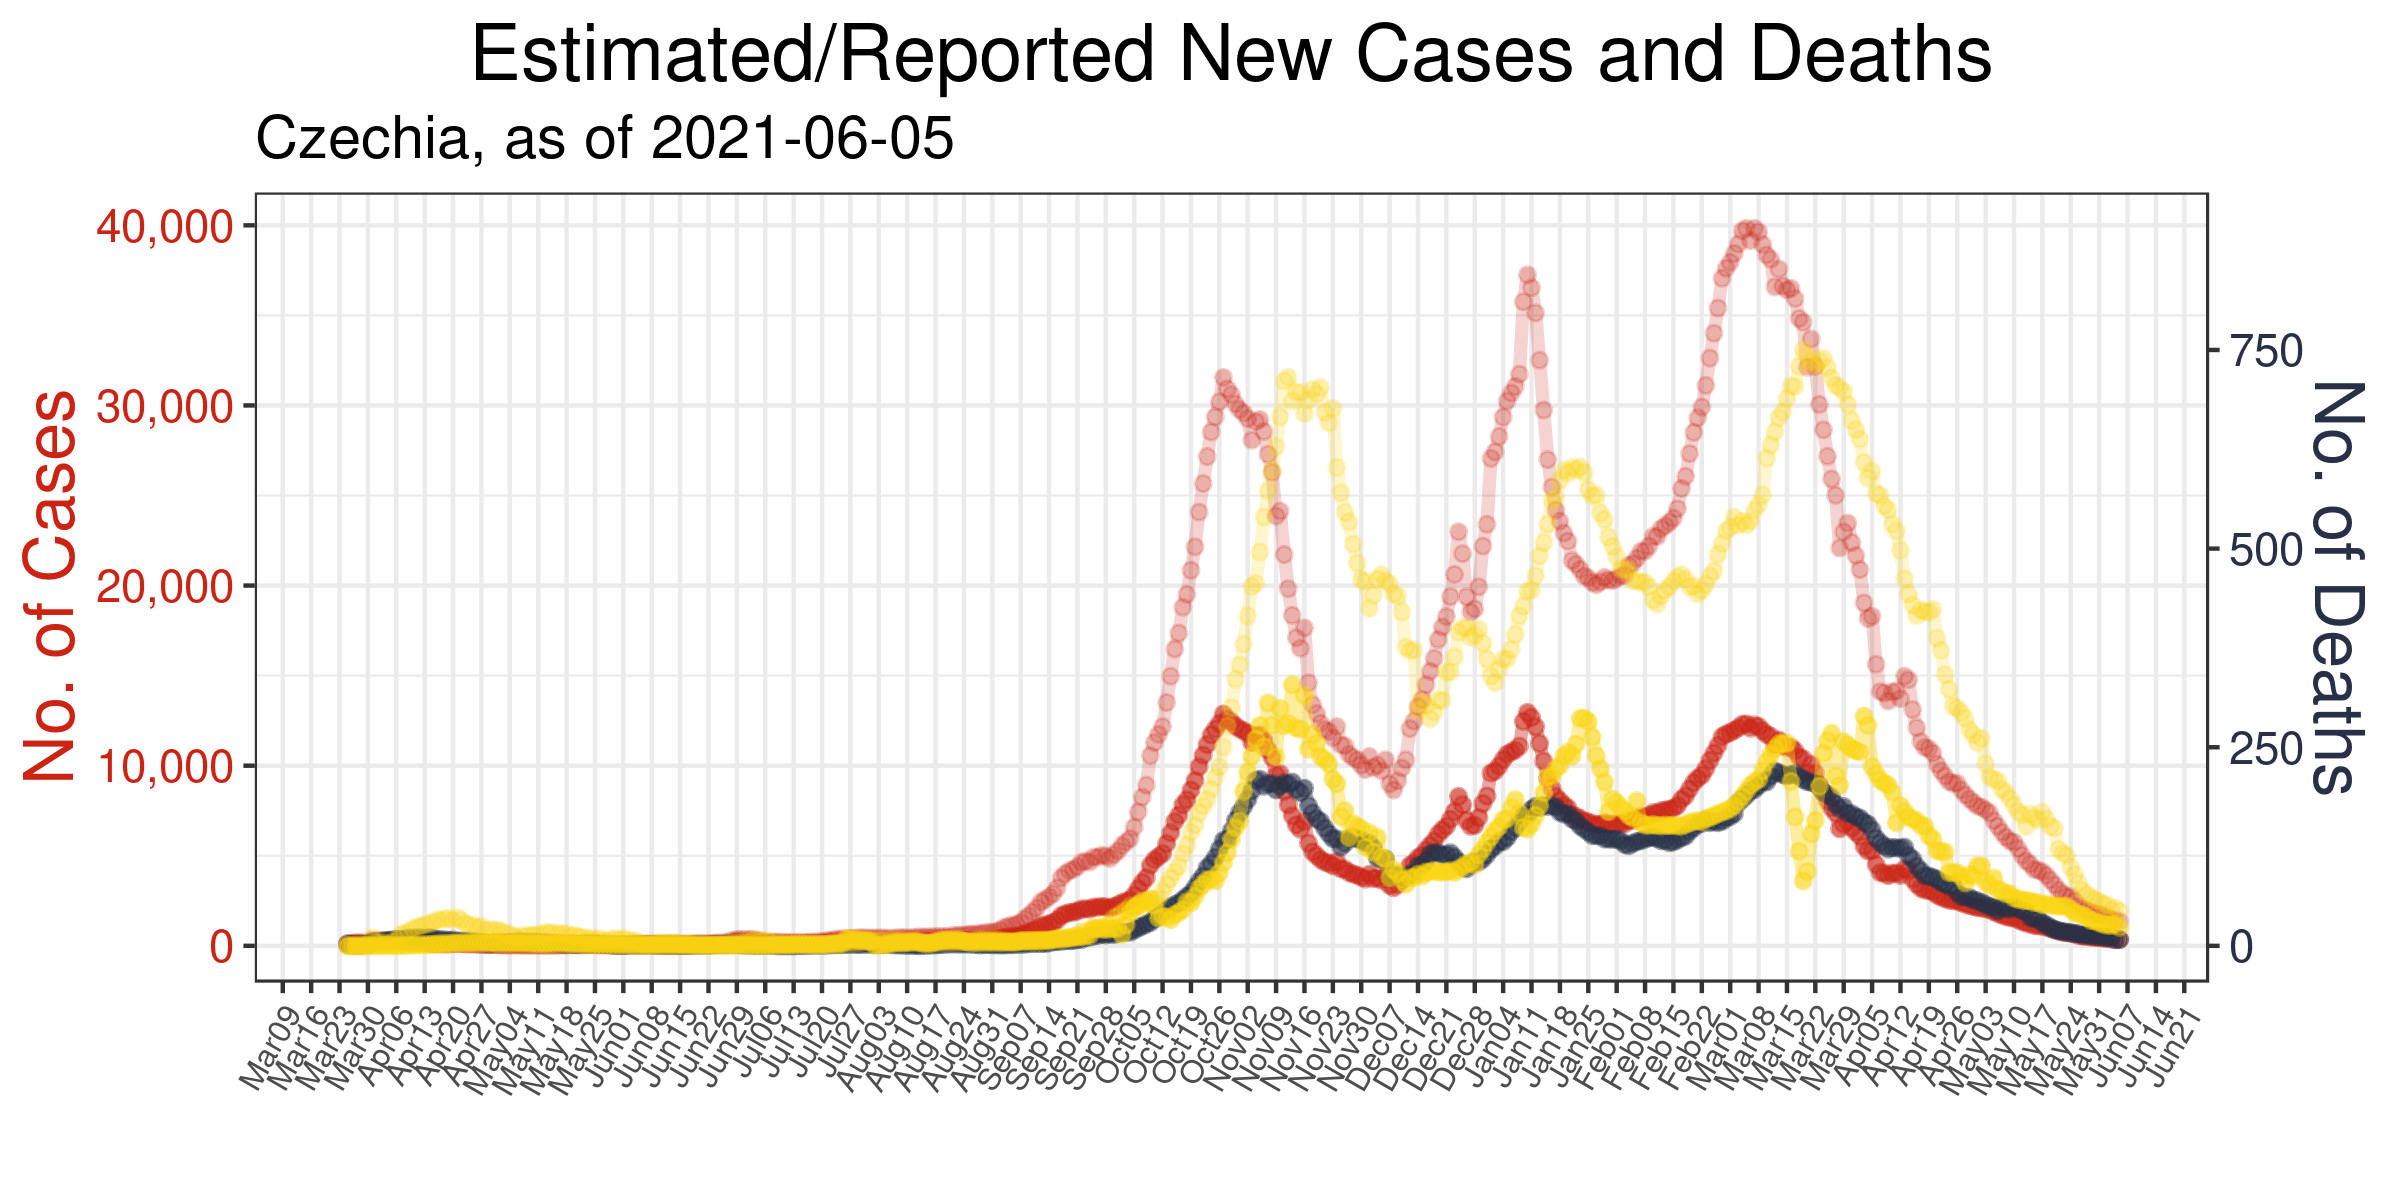 Estimated/Reported New Cases and Deaths
Czechia, as of 2021-06-05
No. of Cases
40,000
30,000
20,000
10,000
0
No. of Deaths
750
500
250
0
Mar09
Mar16
Mar23
Mar30
Apr06
Apr13
Apr20
Apr27
May04
May11
May18
May25
Jun01
Jun08
Jun15
Jun22
Jun29
Jul06
Jul13
Jul20
Jul27
Aug03
Aug10
Aug17
Aug24
Aug31
Sep07
Sep14
Sep21
Sep28
Oct05
Oct12
Oct19
Oct26
Nov02
Nov09
Nov16
Nov23
Nov30
Dec07
Dec14
Dec21
Dec28
Jan04
Jan11
Jan18
Jan25
Feb01
Feb08
Feb15
Feb22
Mar01
Mar08
Mar15
Mar22
Mar29
Apr05
Apr12
Apr19
Apr26
May03
May10
May17
May24
May31
Jun07
Jun14
Jun21